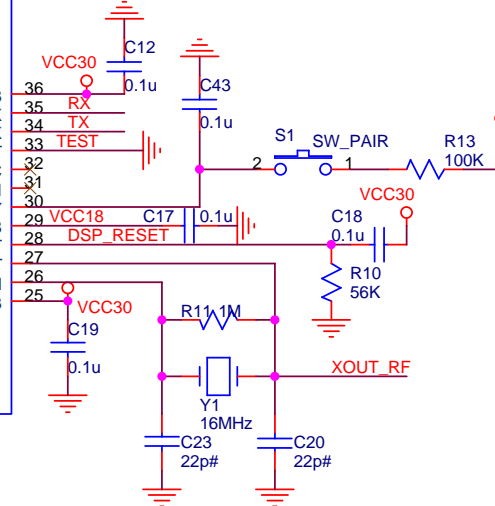 C12
VCC30
0.1u
C43
0.1u
36
35
RX
34
TX
33
TEST
32
31
30
S1
SW_PAIR
2
1
R13
100K
29
VCC18
C17
0.1u
28
DSP_RESET
VCC30
C18
0.1u
27
R10
56K
26
25
VCC30
R11 1M
C19
0.1u
XOUT_RF
Y1
16MHz
C23
22p#
C20
22p#